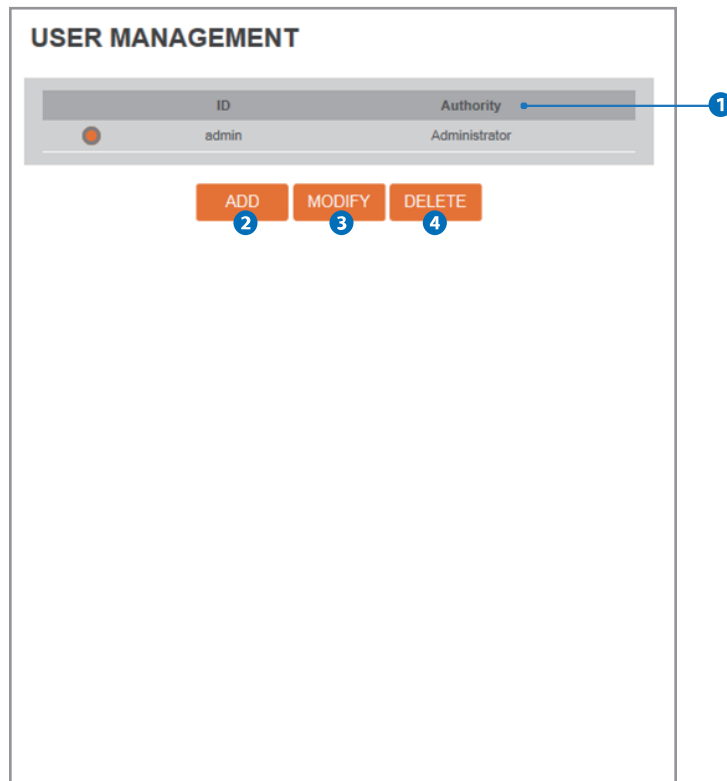 USER MANAGEMENT
ID Authority 1
admin Administrator
ADD MODIFY DELETE
2 3 4